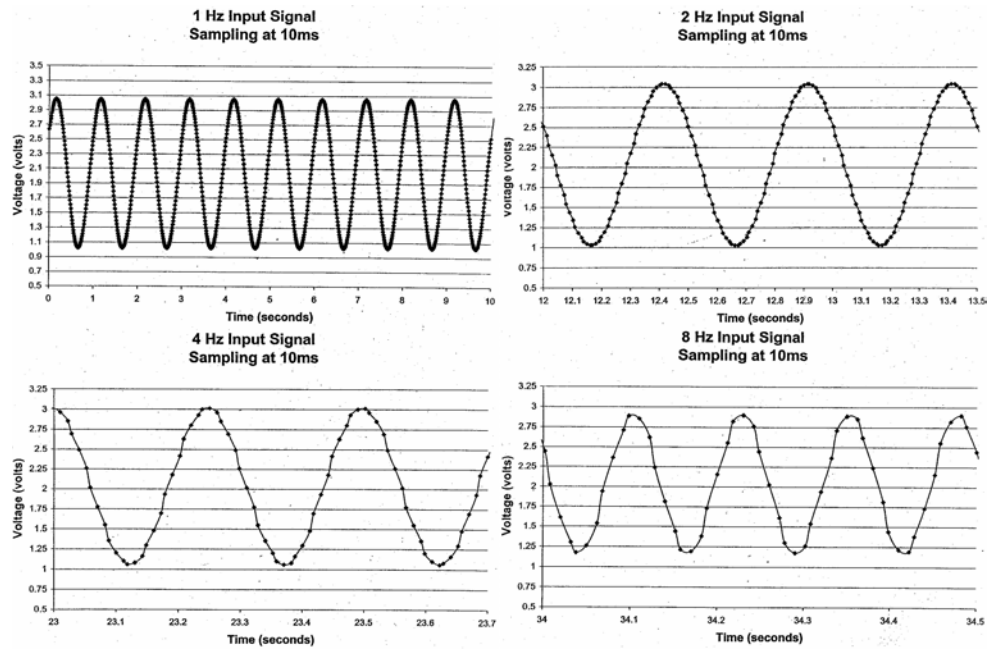 1 Hz Input Signal
Sampling at 10ms
3.5
3.3
3.1
2.9
2.7
2.5
2.3
2.1
1.9
1.7
1.5
1.3
1.1
0.9
0.7
0.5
Voltage (volts)
0 1 2 3 4 5 6 7 8 9 10
Time (seconds)
2 Hz Input Signal
Sampling at 10ms
3.25
3
2.75
2.5
2.25
2
1.75
1.5
1.25
1
0.75
0.5
Voltage (volts)
12 12.1 12.2 12.3 12.4 12.5 12.6 12.7 12.8 12.9 13 13.1 13.2 13.3 13.4 13.5
Time (seconds)
4 Hz Input Signal
Sampling at 10ms
3.25
3
2.75
2.5
2.25
2
1.75
1.5
1.25
1
0.75
0.5
Voltage (volts)
23 23.1 23.2 23.3 23.4 23.5 23.6 23.7
Time (seconds)
8 Hz Input Signal
Sampling at 10ms
3.25
3
2.75
2.5
2.25
2
1.75
1.5
1.25
1
0.75
0.5
Voltage (volts)
34 34.1 34.2 34.3 34.4 34.5
Time (seconds)